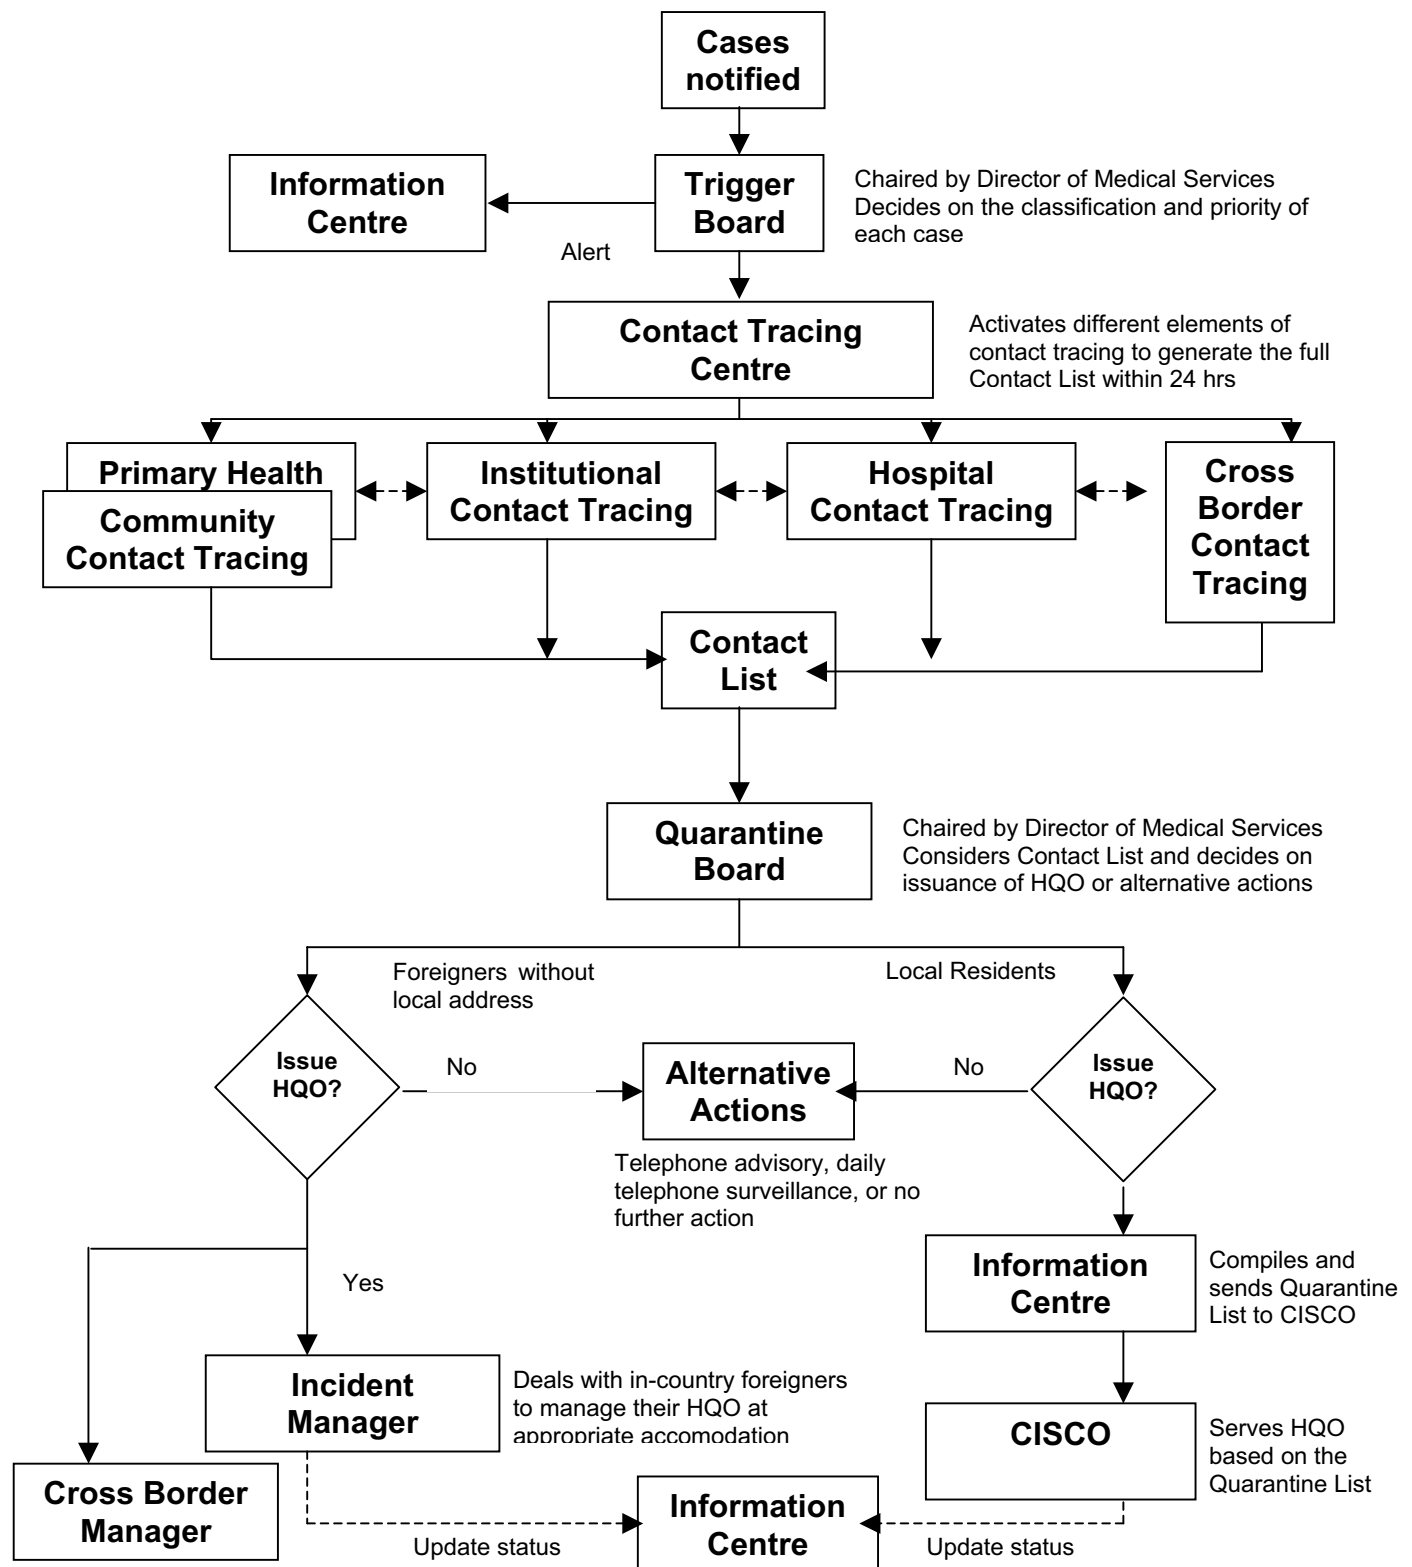 Cases
notified
Information
Centre
Trigger
Board
Chaired by Director of Medical Services
Decides on the classification and priority of
each case
Alert
Contact Tracing
Centre
Activates different elements of
contact tracing to generate the full
Contact List within 24 hrs
Primary Health
Community
Contact Tracing
Institutional
Contact Tracing
Hospital
Contact Tracing
Cross
Border
Contact
Tracing
Contact
List
Quarantine
Board
Chaired by Director of Medical Services
Considers Contact List and decides on
issuance of HQO or alternative actions
Foreigners without
local address
Local Residents
Issue
HQO?
No
Alternative
Actions
No
Issue
HQO?
Telephone advisory, daily
telephone surveillance, or no
further action
Yes
Information
Centre
Compiles and
sends Quarantine
List to CISCO
Incident
Manager
Deals with in-country foreigners
to manage their HQO at
appropriate accomodation
CISCO
Serves HQO
based on the
Quarantine List
Cross Border
Manager
Information
Centre
Update status
Update status